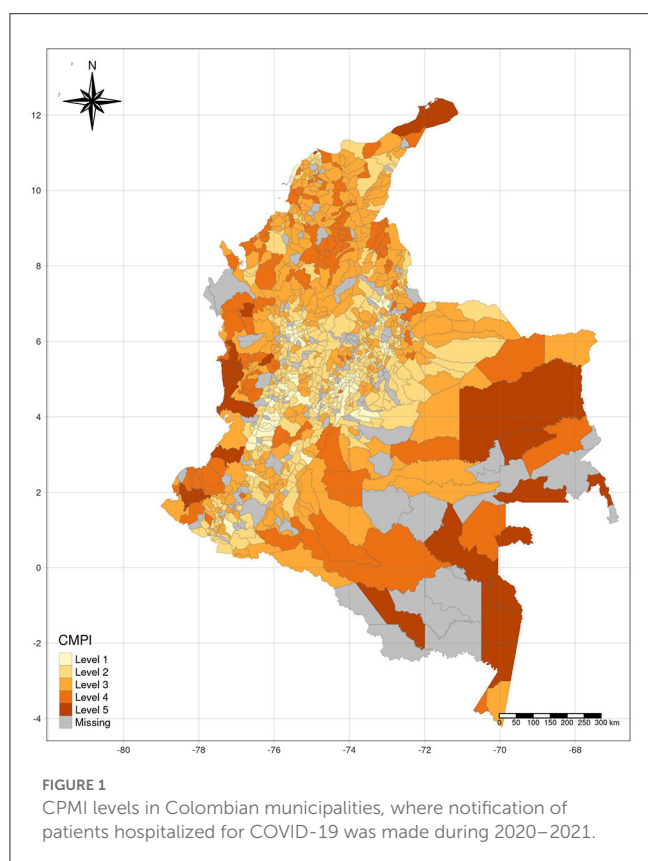 N
12
10
8
6
4
2
0
-2
-4
CMPI
Level 1
Level 2
Level 3
Level 4
Level 5
Missing
0 50 100 150 200 250 300 km
-80 -78 -76 -74 -72 -70 -68
FIGURE 1
CPMI levels in Colombian municipalities, where notification of
patients hospitalized for COVID-19 was made during 2020–2021.